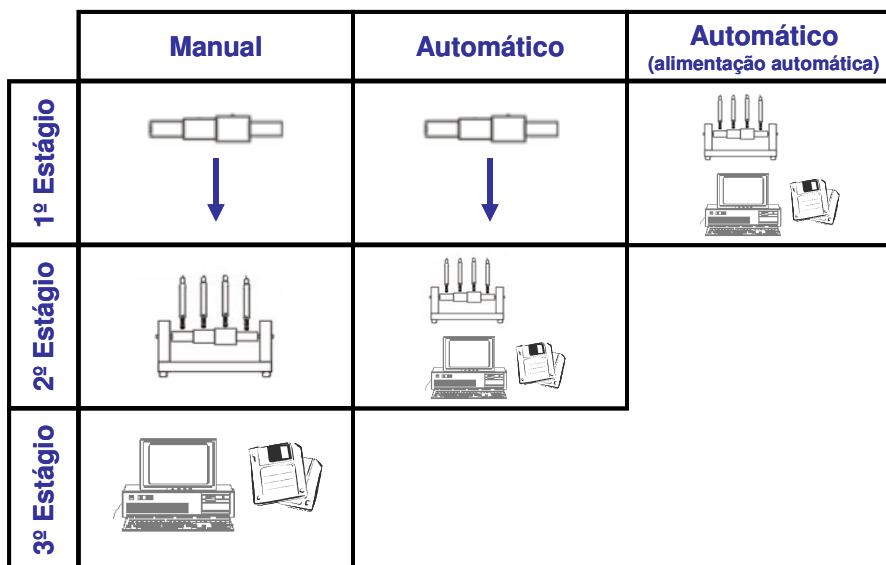 Manual
Automático
Automático
(alimentação automática)
1º Estágio
2º Estágio
3º Estágio